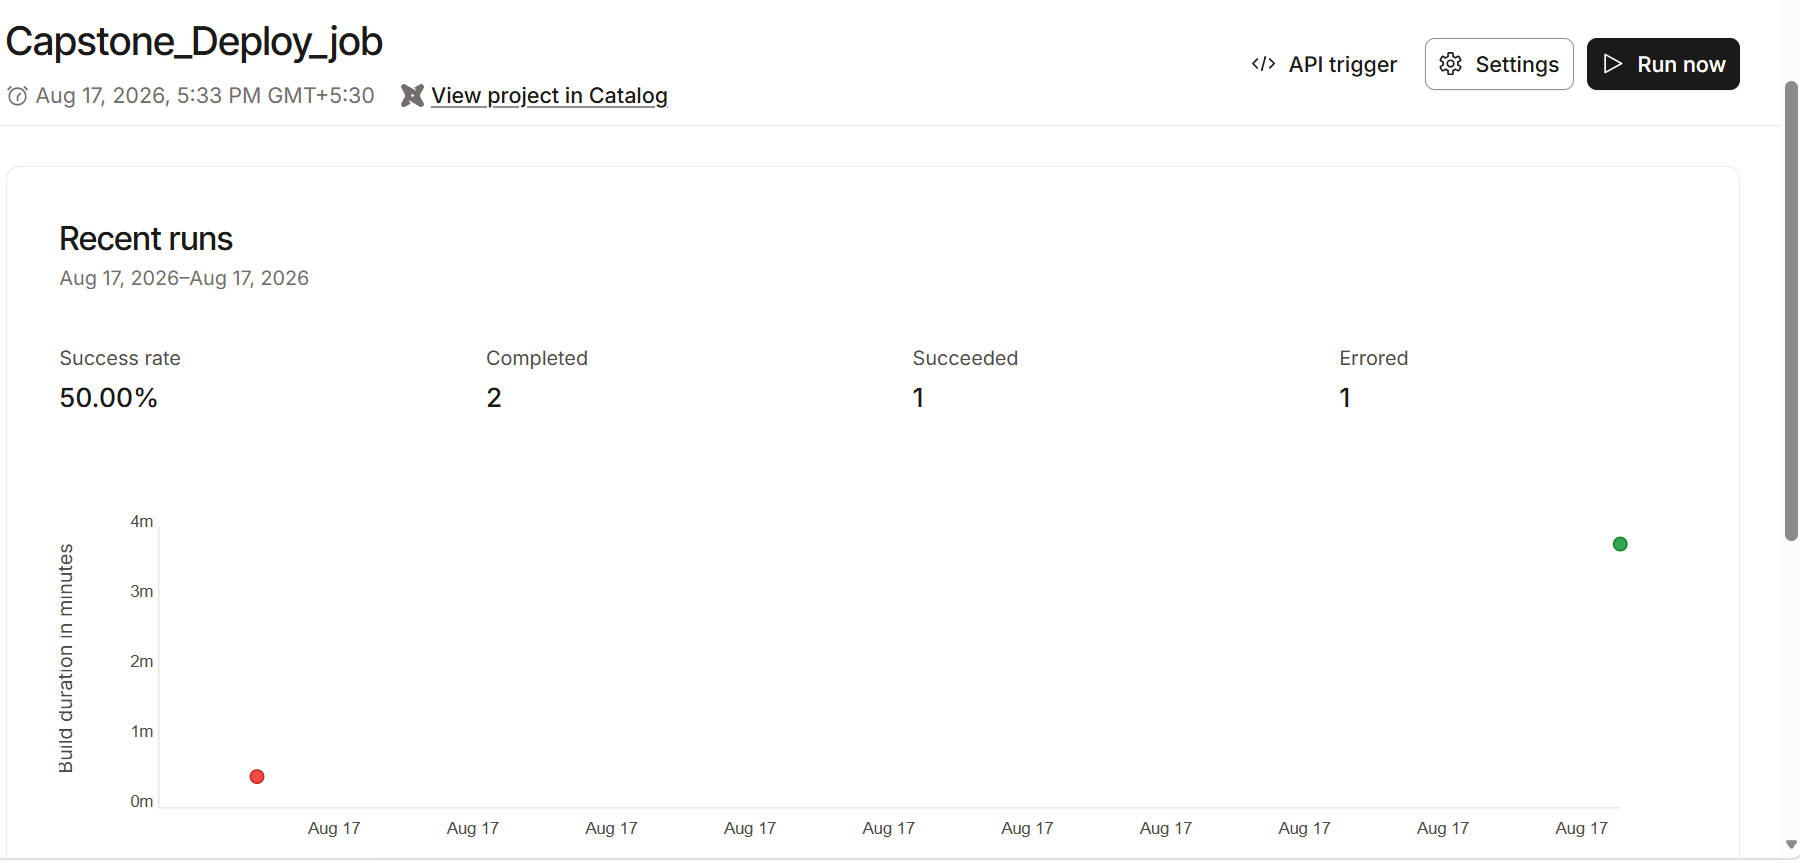 Capstone_Deploy_job
Aug 17, 2026, 5:33 PM GMT+5:30 View project in Catalog
</> API trigger
Settings
Run now
Recent runs
Aug 17, 2026–Aug 17, 2026
Success rate
50.00%
Completed
2
Succeeded
1
Errored
1
Build duration in minutes
4m
3m
2m
1m
0m
Aug 17 Aug 17 Aug 17 Aug 17 Aug 17 Aug 17 Aug 17 Aug 17 Aug 17 Aug 17